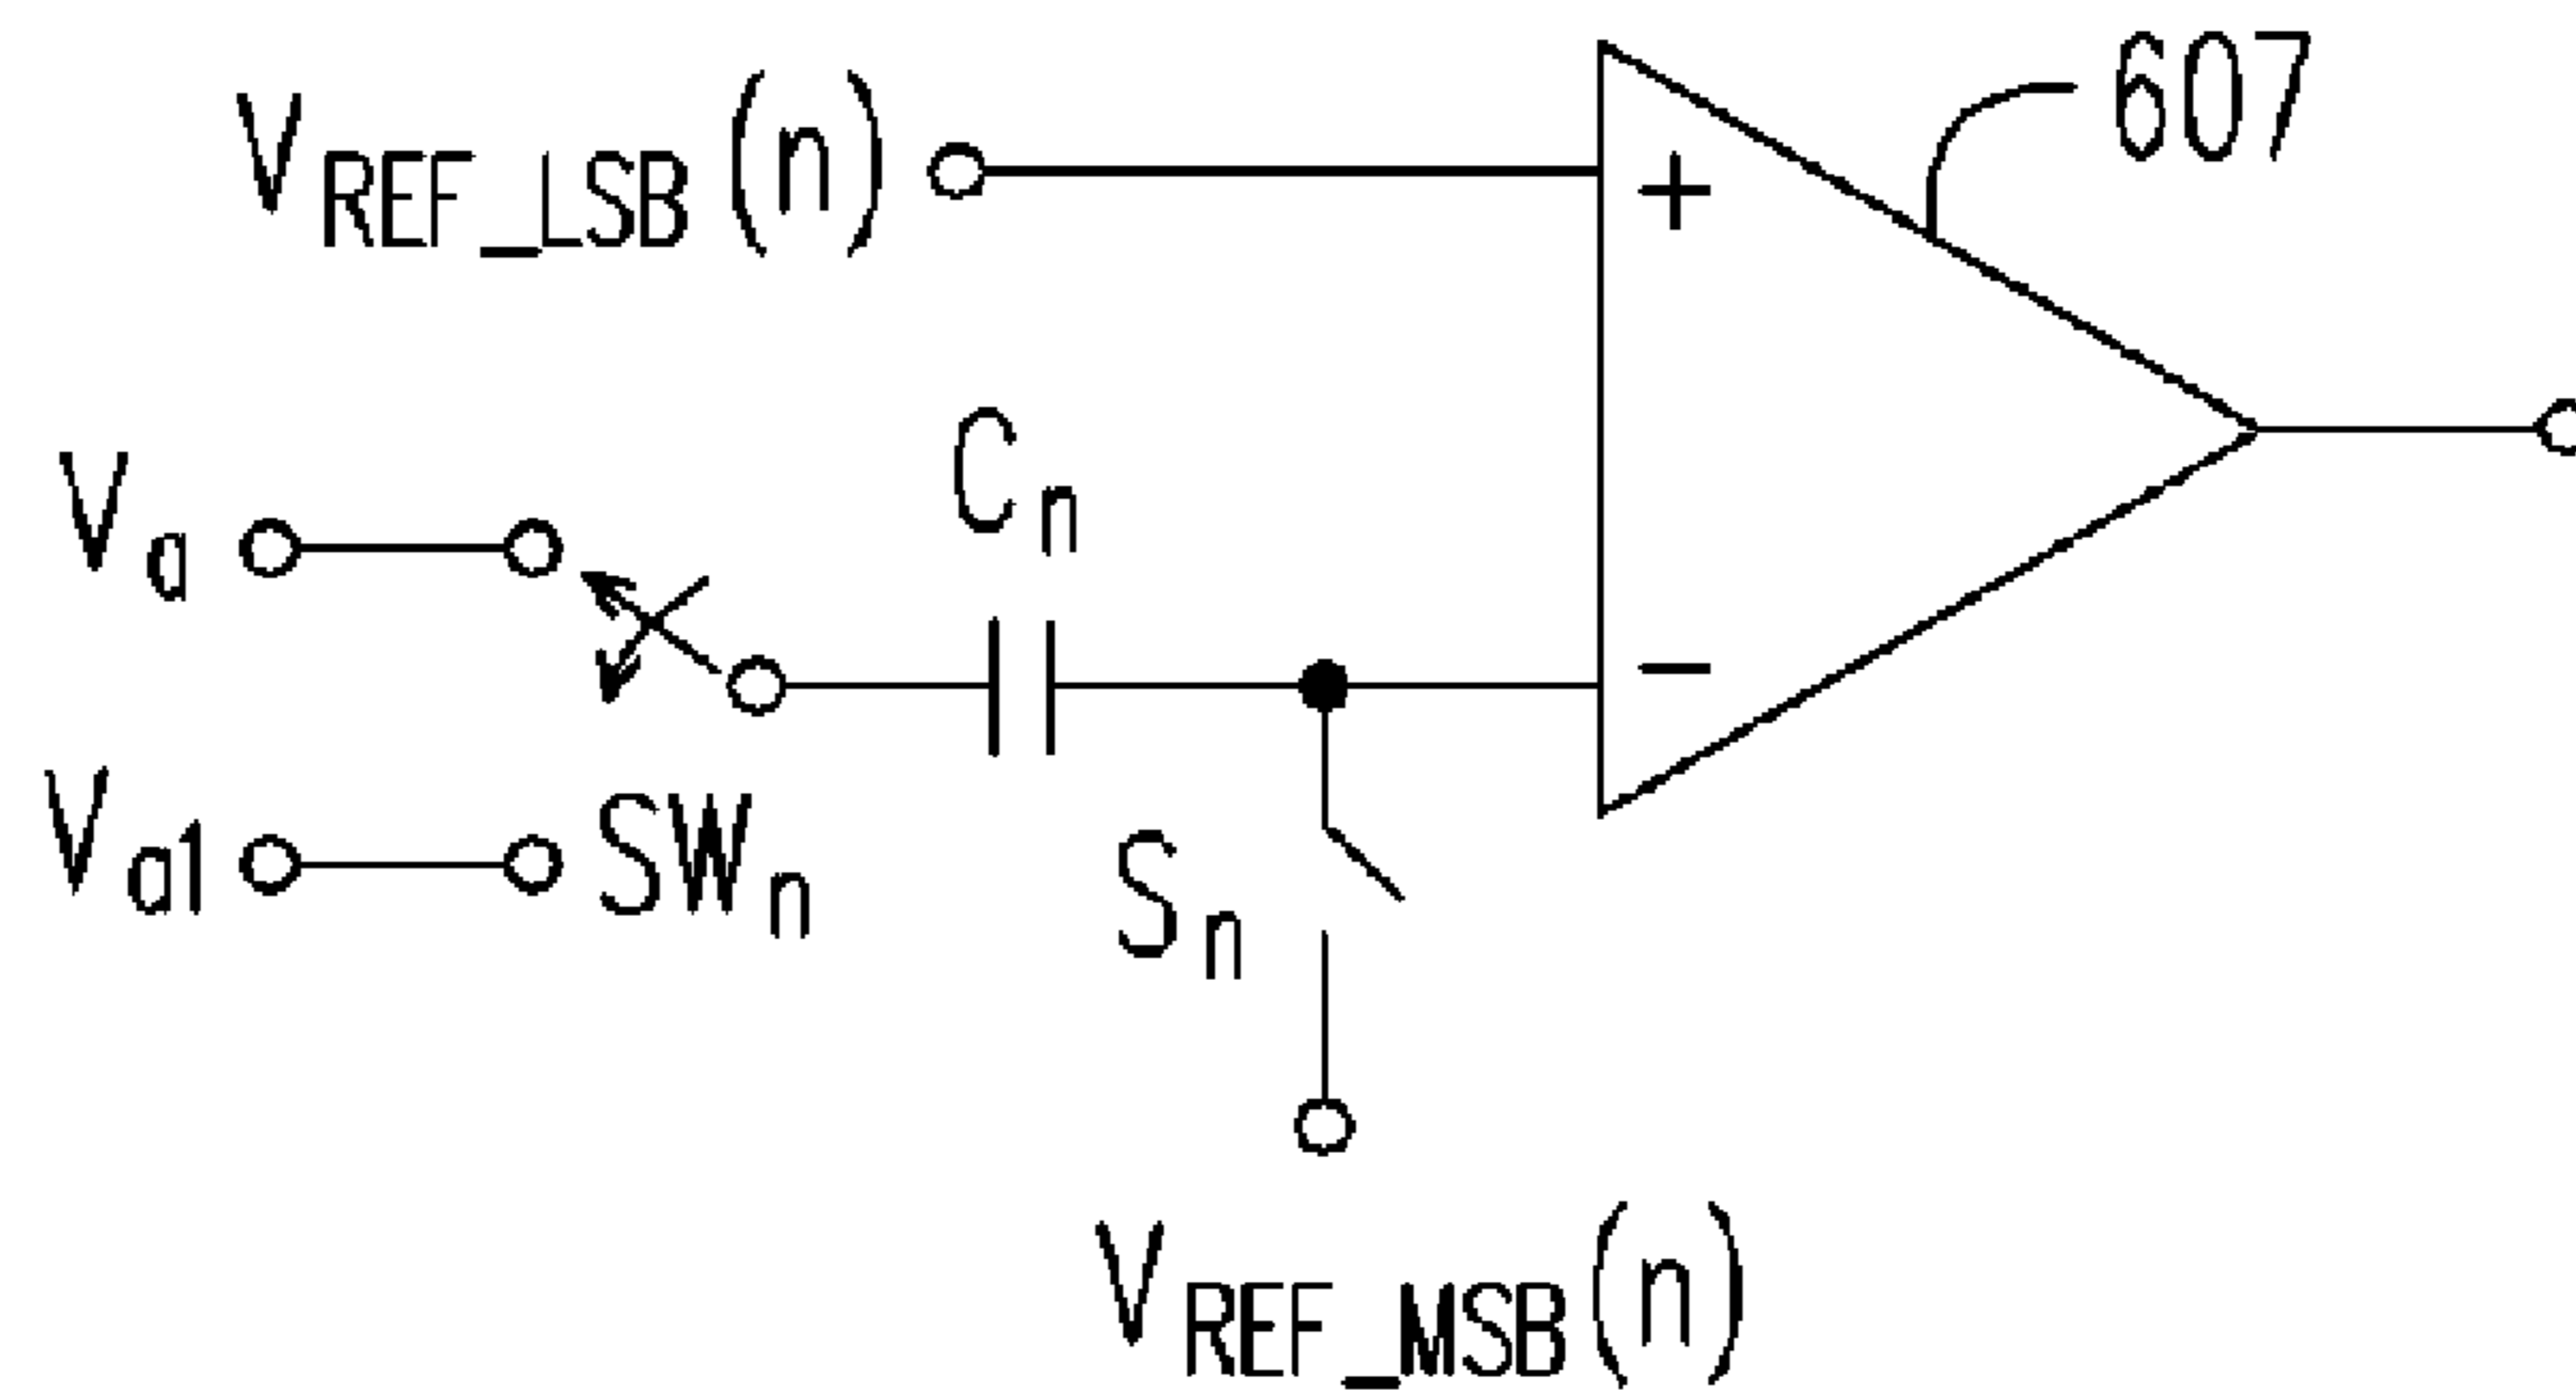 607
V_REF_LSB(n)
+
C_n
V_a
−
V_a1
SW_n
S_n
V_REF_MSB(n)